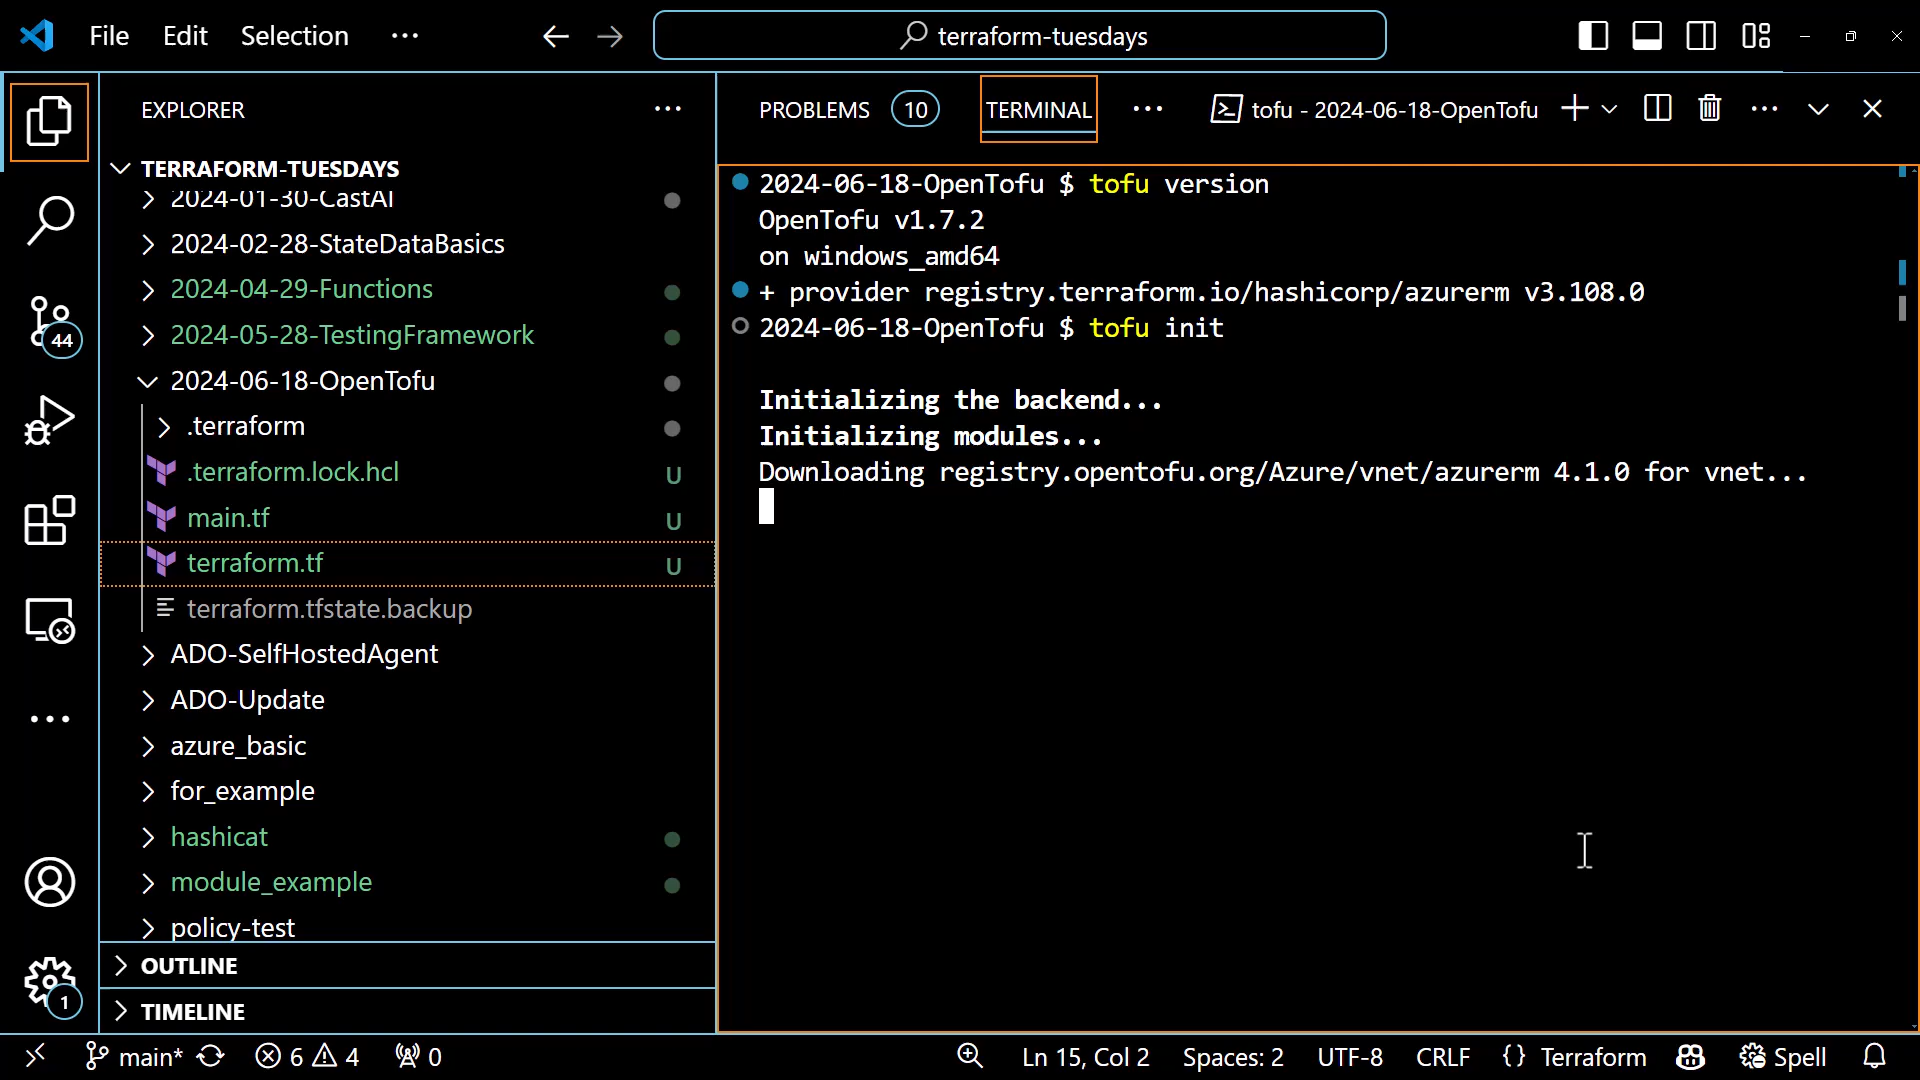 File Edit Selection ··· terraform-tuesdays
EXPLORER ···
TERRAFORM-TUESDAYS
2024-01-30-CastAI
2024-02-28-StateDataBasics
2024-04-29-Functions
2024-05-28-TestingFramework
2024-06-18-OpenTofu
.terraform
.terraform.lock.hcl U
main.tf U
terraform.tf U
terraform.tfstate.backup
ADO-SelfHostedAgent
ADO-Update
azure_basic
for_example
hashicat
module_example
policy-test
OUTLINE
TIMELINE
44
1
PROBLEMS 10 TERMINAL ··· tofu - 2024-06-18-OpenTofu
2024-06-18-OpenTofu $ tofu version
OpenTofu v1.7.2
on windows_amd64
+ provider registry.terraform.io/hashicorp/azurerm v3.108.0
2024-06-18-OpenTofu $ tofu init
Initializing the backend...
Initializing modules...
Downloading registry.opentofu.org/Azure/vnet/azurerm 4.1.0 for vnet...
main* 6 4 0 Ln 15, Col 2 Spaces: 2 UTF-8 CRLF {} Terraform Spell